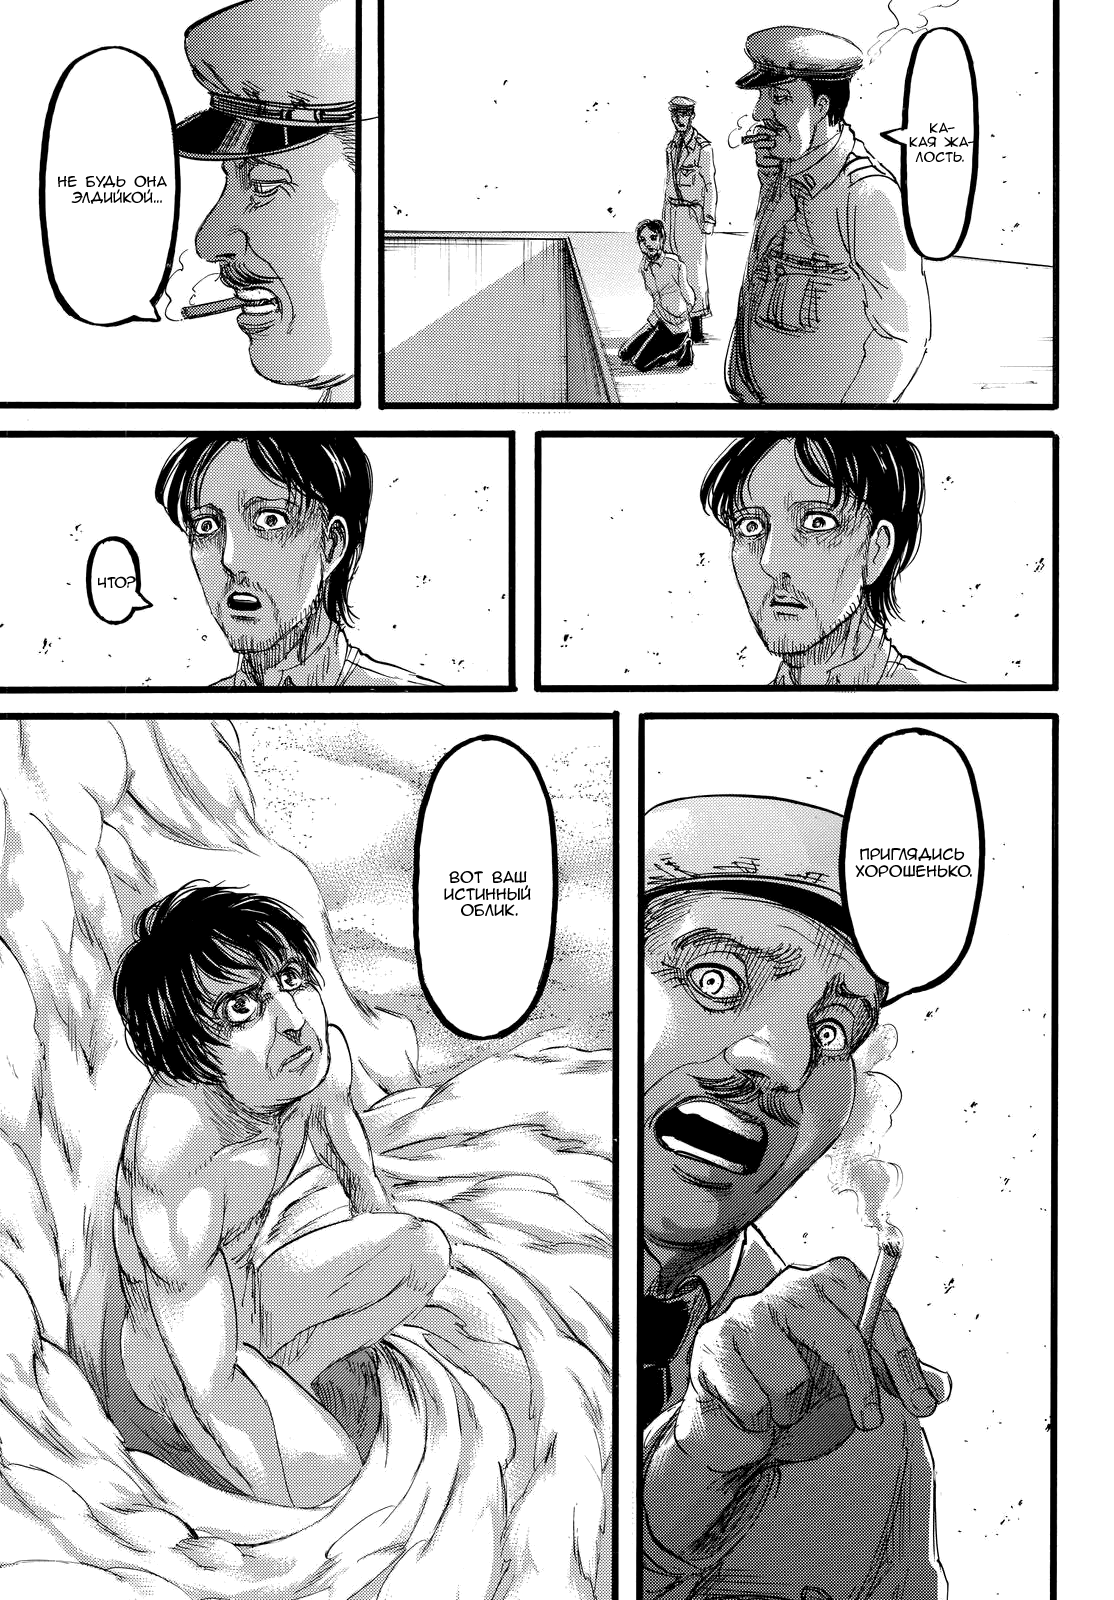 КА-
КАЯ ЖА-
ЛОСТЬ.
НЕ БУДЬ ОНА
ЭЛДИЙКОЙ...
ЧТО?
ПРИГЛЯДИСЬ
ХОРОШЕНЬКО.
ВОТ ВАШ
ИСТИННЫЙ
ОБЛИК.